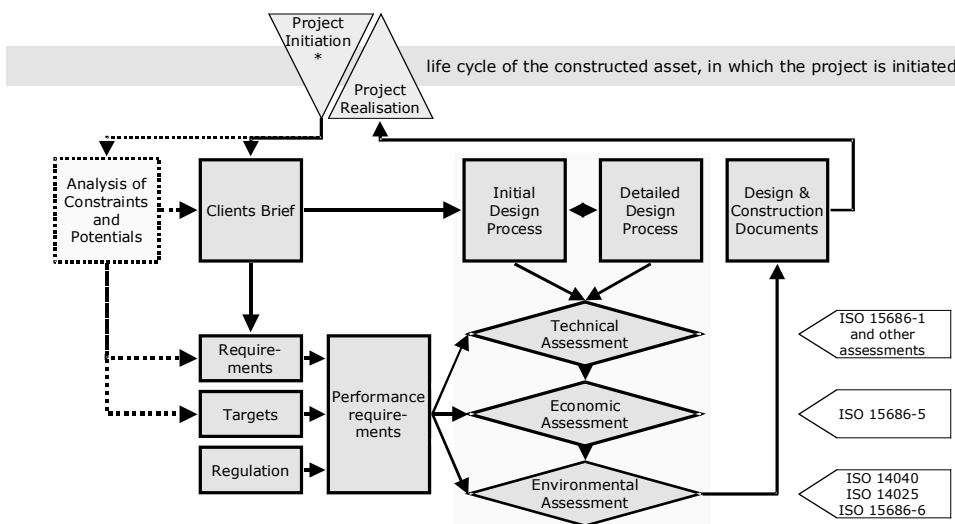 Project
Initiation
*
life cycle of the constructed asset, in which the project is initiated
Project
Realisation
Analysis of
Constraints
and
Potentials
Clients Brief
Initial
Design
Process
Detailed
Design
Process
Design &
Construction
Documents
Require-
ments
Targets
Regulation
Performance
require-
ments
Technical
Assessment
Economic
Assessment
Environmental
Assessment
ISO 15686-1
and other
assessments
ISO 15686-5
ISO 14040
ISO 14025
ISO 15686-6